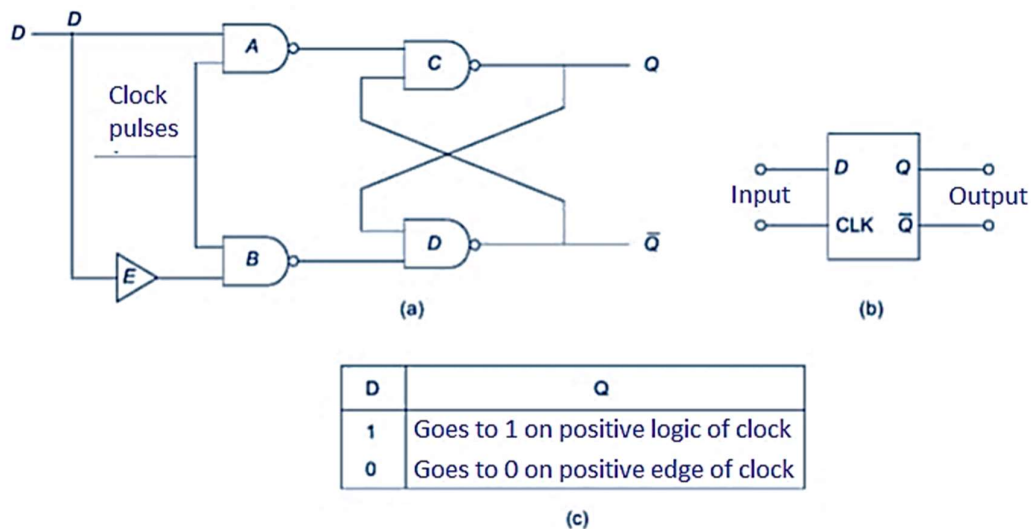 D
D
A
C
Q
Clock
pulses
B
D
Q̅
E
(a)
D Q
Input Output
CLK Q̅
(b)
D Q
1 Goes to 1 on positive logic of clock
0 Goes to 0 on positive edge of clock
(c)